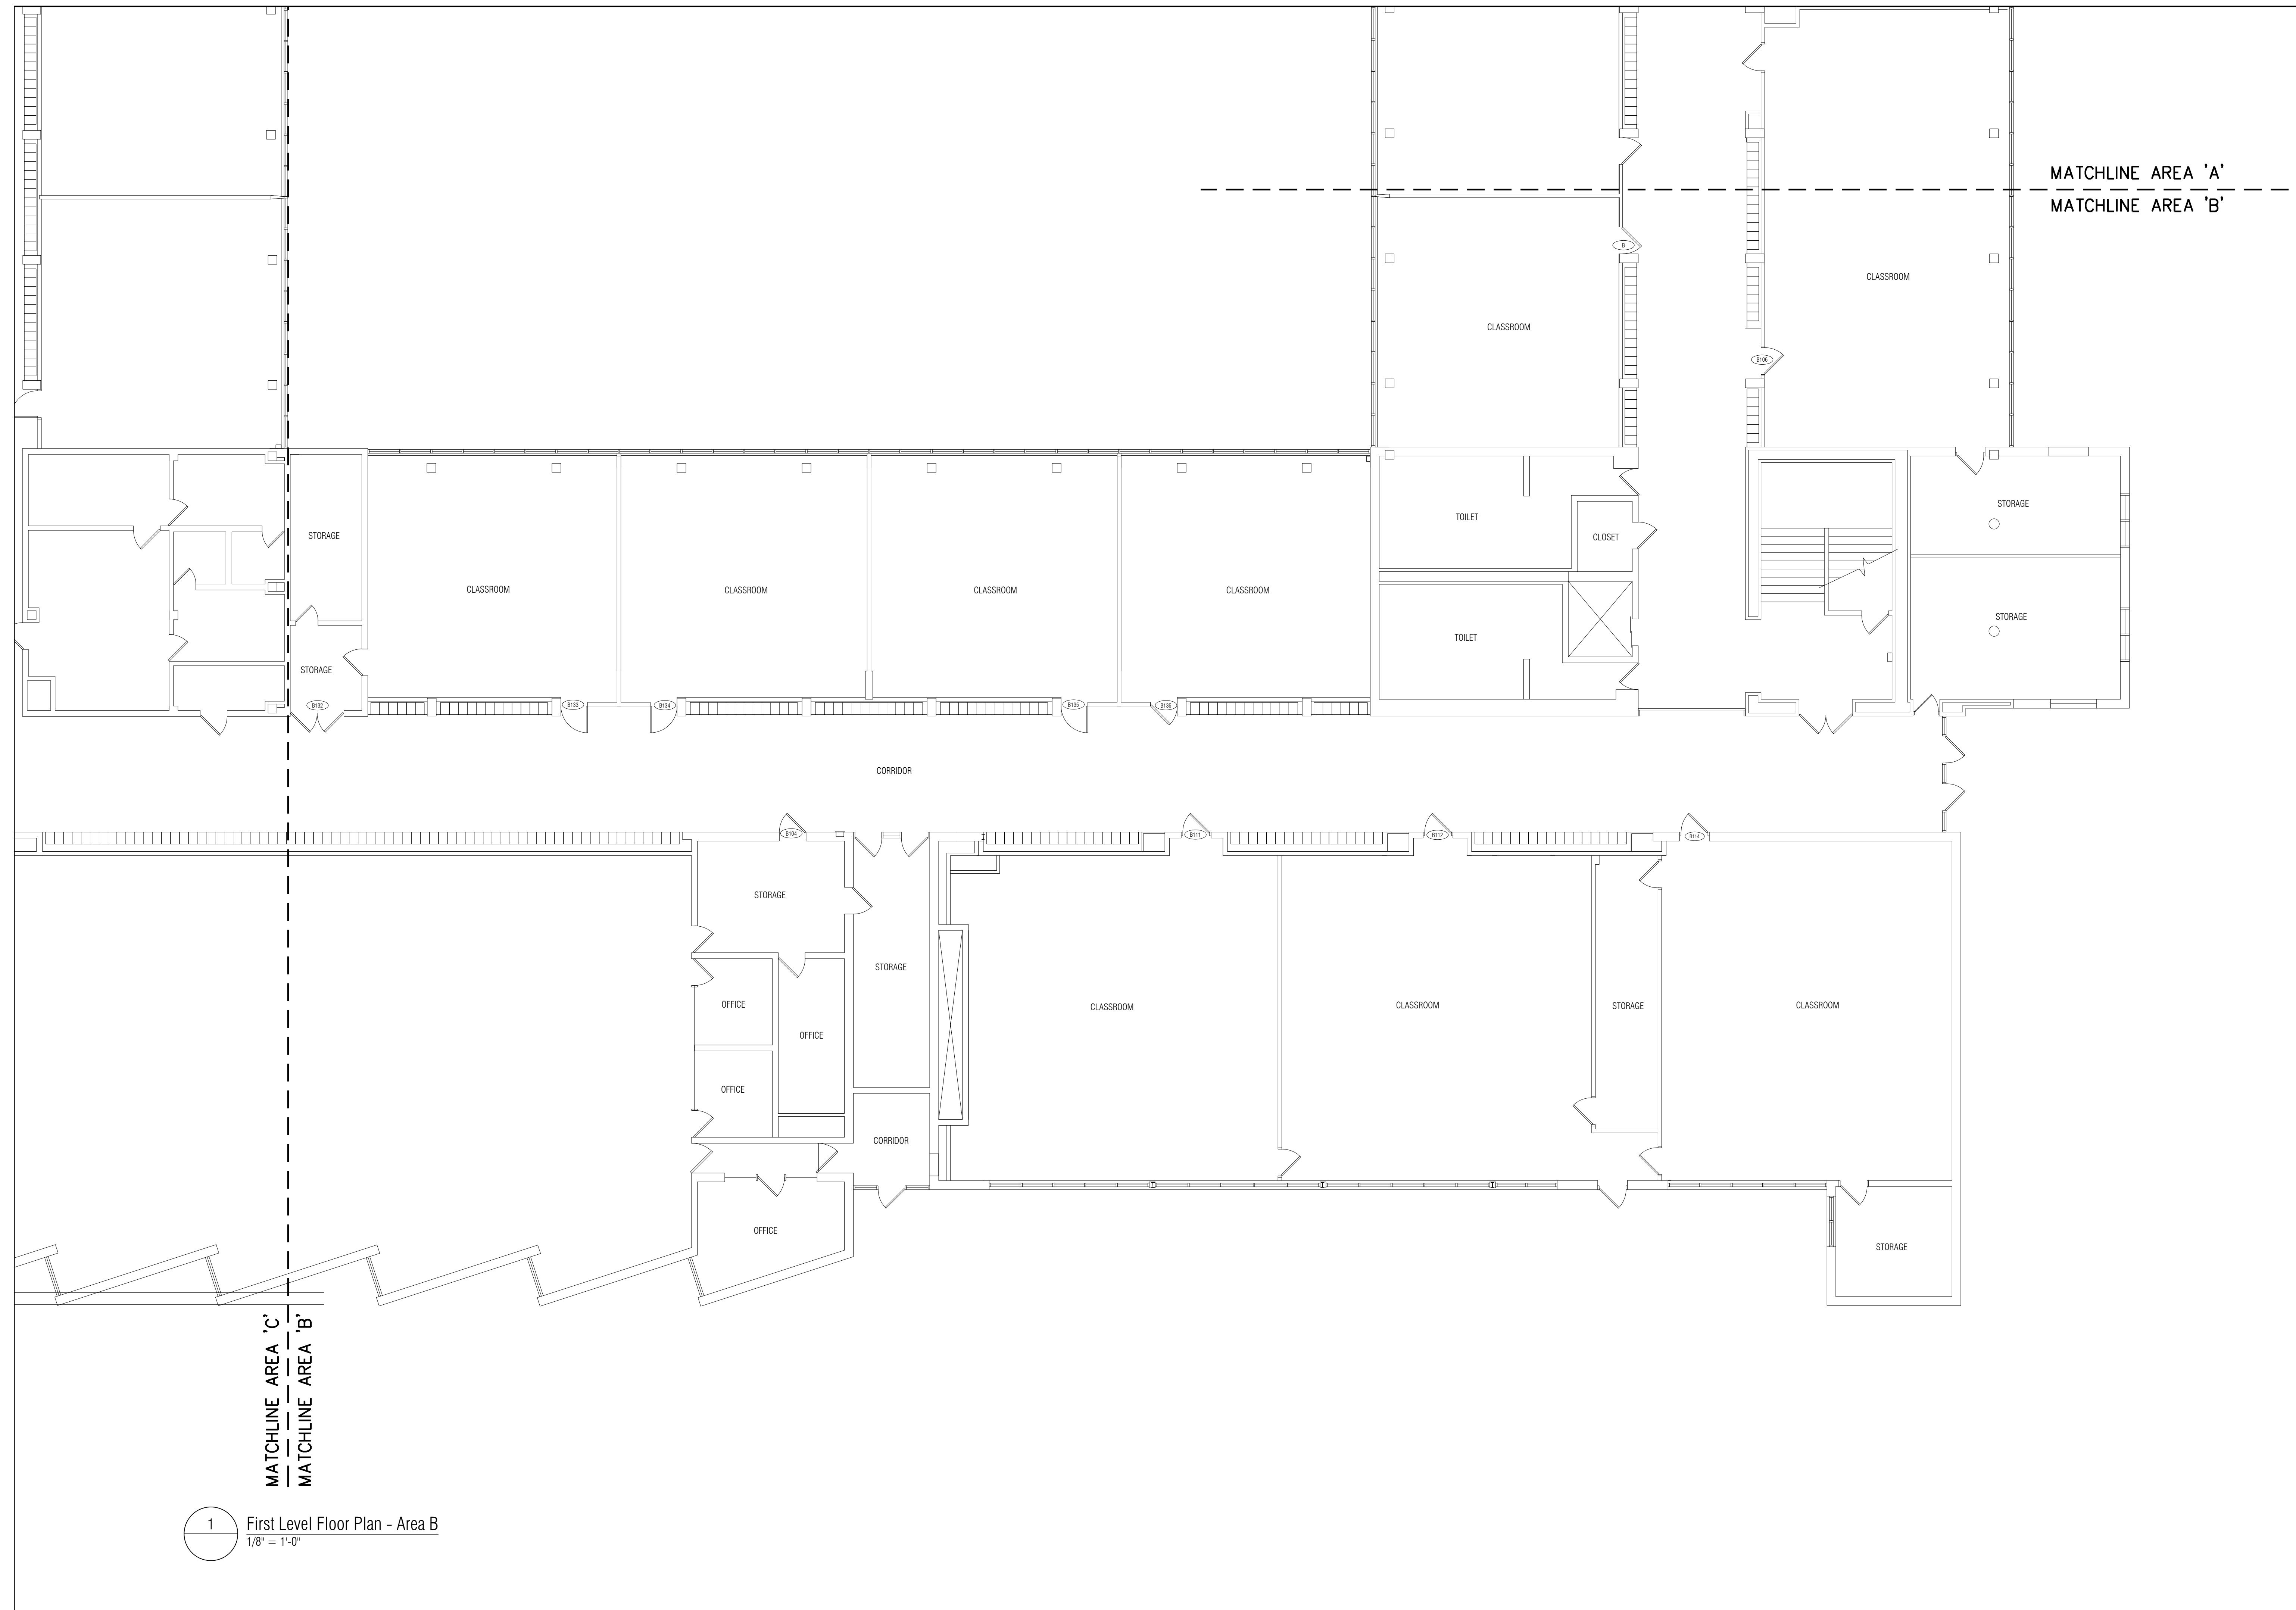 MATCHLINE AREA 'A'
MATCHLINE AREA 'B'
B
CLASSROOM
CLASSROOM
B106
STORAGE
TOILET
STORAGE
CLOSET
CLASSROOM
CLASSROOM
CLASSROOM
CLASSROOM
STORAGE
TOILET
STORAGE
B132
B133
B134
B135
B136
CORRIDOR
B104
B111
B112
B114
STORAGE
STORAGE
OFFICE
CLASSROOM
CLASSROOM
STORAGE
CLASSROOM
OFFICE
OFFICE
CORRIDOR
OFFICE
STORAGE
MATCHLINE AREA 'C'
MATCHLINE AREA 'B'
1
First Level Floor Plan - Area B
1/8" = 1'-0"